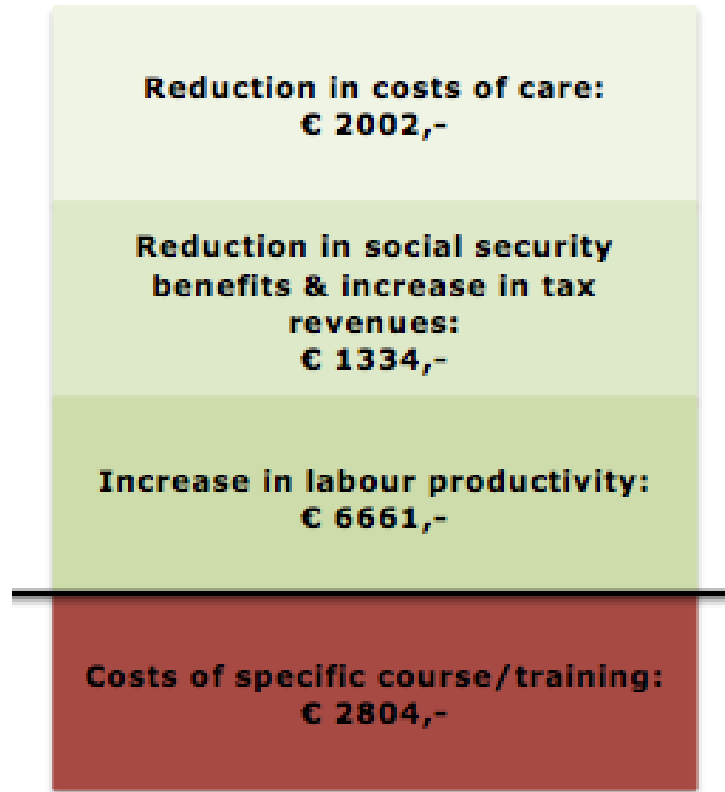 Reduction in costs of care:
€ 2002,-
Reduction in social security
benefits & increase in tax
revenues:
€ 1334,-
Increase in labour productivity:
€ 6661,-
Costs of specific course/training:
€ 2804,-